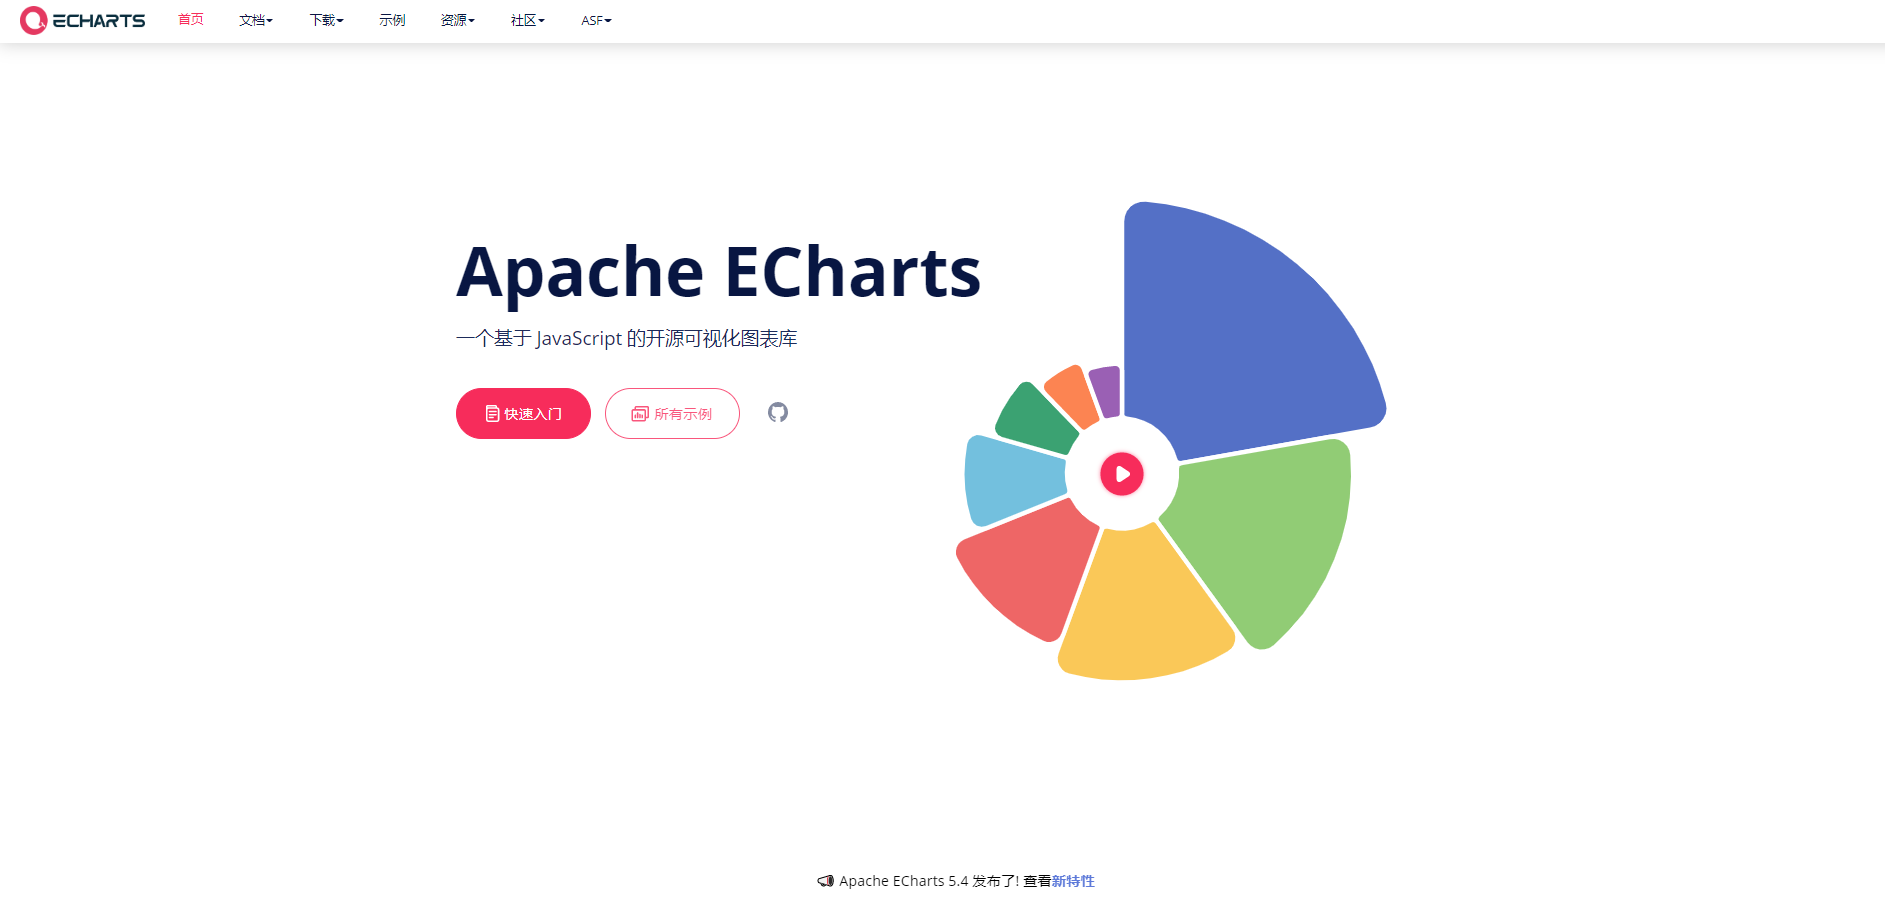 ECHARTS 首页 文档 下载 示例 资源 社区 ASF
Apache ECharts
一个基于 JavaScript 的开源可视化图表库
快速入门 所有示例
Apache ECharts 5.4 发布了! 查看新特性